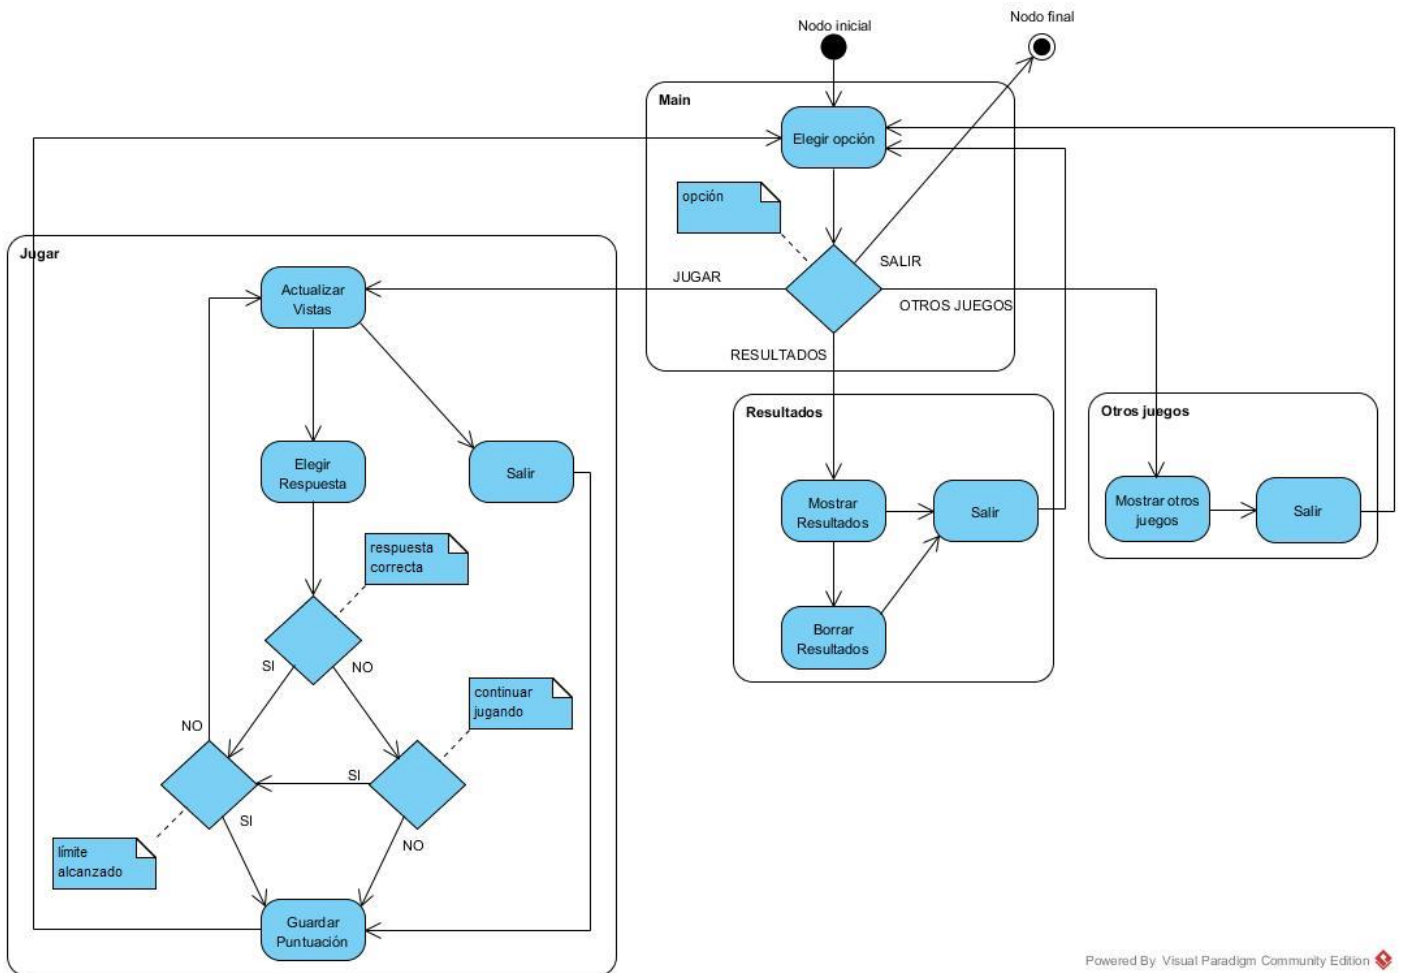 Nodo inicial
Nodo final
Main
Elegir opción
opción
SALIR
JUGAR
OTROS JUEGOS
RESULTADOS
Jugar
Actualizar
Vistas
Elegir
Respuesta
Salir
respuesta
correcta
SI
NO
continuar
jugando
NO
SI
SI
NO
límite
alcanzado
Guardar
Puntuación
Resultados
Mostrar
Resultados
Salir
Borrar
Resultados
Otros juegos
Mostrar otros
juegos
Salir
Powered By Visual Paradigm Community Edition